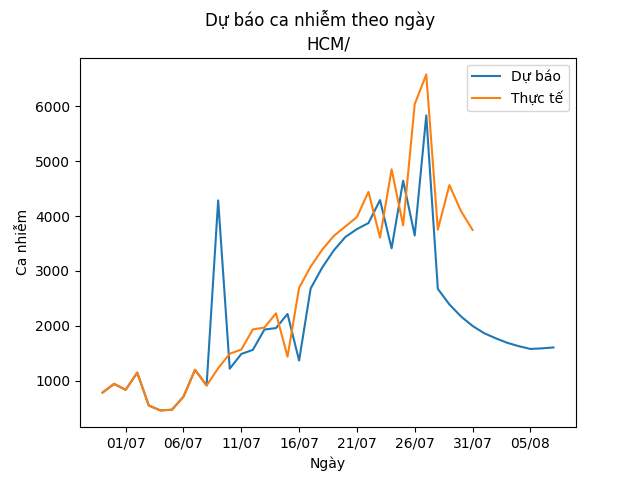 Dự báo ca nhiễm theo ngày
HCM/
Dự báo
Thực tế
Ca nhiễm
6000
5000
4000
3000
2000
1000
01/07 06/07 11/07 16/07 21/07 26/07 31/07 05/08
Ngày